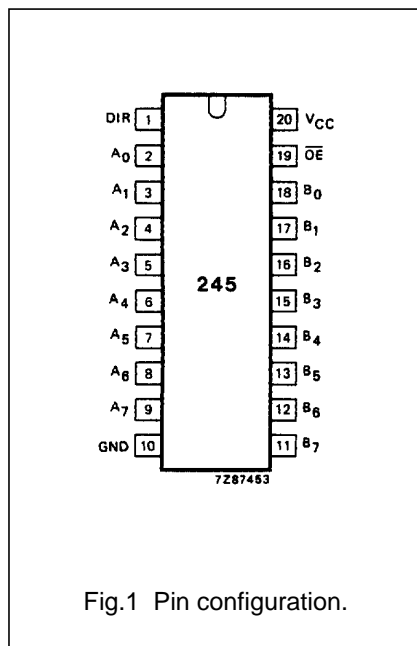 DIR 1 20 VCC
A0 2 19 OE
A1 3 18 B0
A2 4 17 B1
A3 5 16 B2
A4 6 15 B3
A5 7 14 B4
A6 8 13 B5
A7 9 12 B6
GND 10 11 B7
245
7Z87453
Fig.1 Pin configuration.